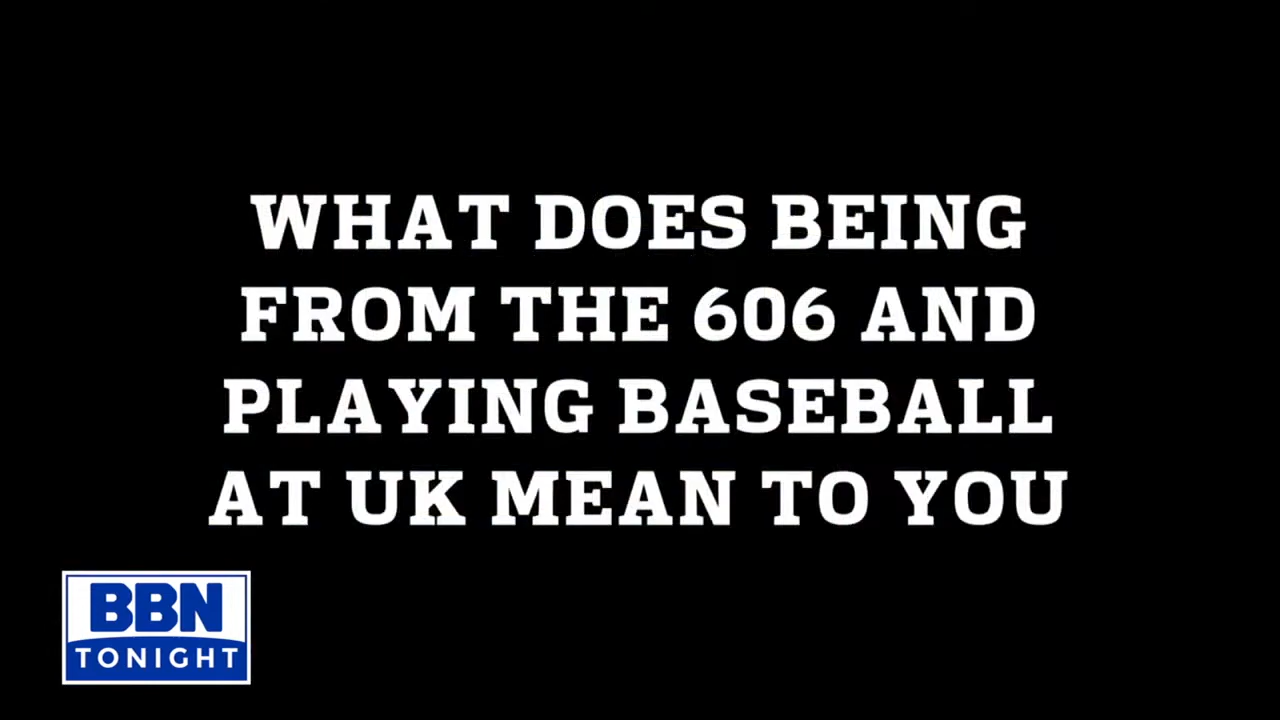 WHAT DOES BEING
FROM THE 606 AND
PLAYING BASEBALL
AT UK MEAN TO YOU
BBN
TONIGHT